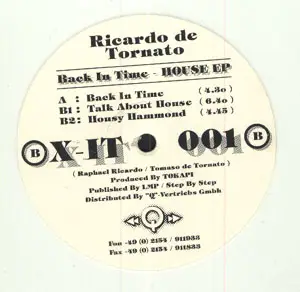 Ricardo de
Tornato
Back In Time - HOUSE EP
A : Back In Time (4.30)
B1: Talk About House (6.40)
B2: Housy Hammond (4.45)
B X-IT 001 B
( Raphael Ricardo / Tomaso de Tornato )
Produced By TOKAPI
Published By LMP / Step By Step
Distributed By "Q"-Vertriebs Gmbh
Fon +49 (0) 2154 / 911933
Fax +49 (0) 2154 / 911833